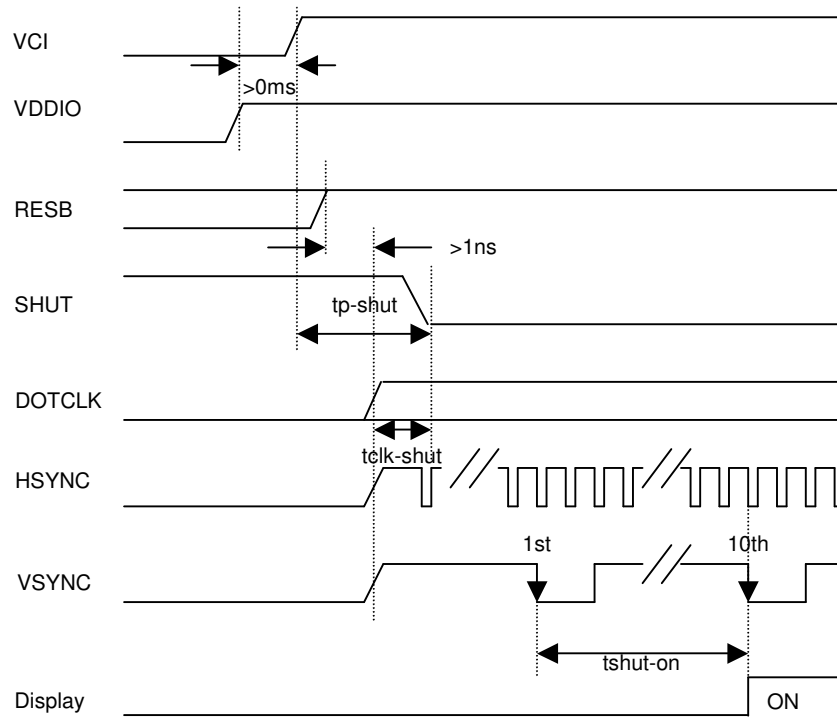 VCI
>0ms
VDDIO
RESB
>1ns
SHUT
tp-shut
DOTCLK
tclk-shut
HSYNC
1st
10th
VSYNC
tshut-on
Display
ON